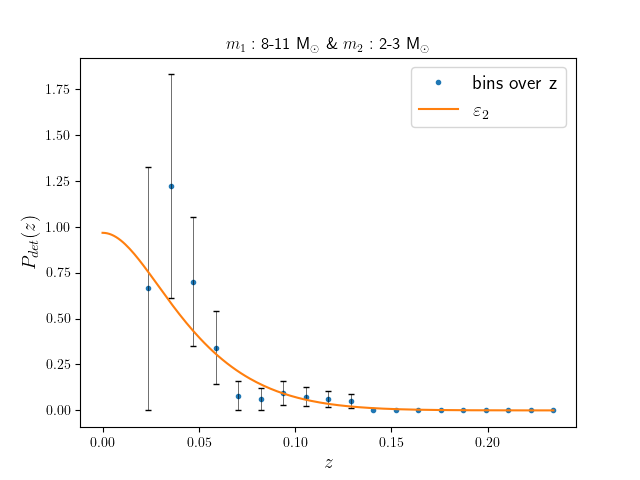 m₁ : 8-11 M⊙ & m₂ : 2-3 M⊙
bins over z
ε₂
P_det(z)
1.75
1.50
1.25
1.00
0.75
0.50
0.25
0.00
0.00 0.05 0.10 0.15 0.20
z